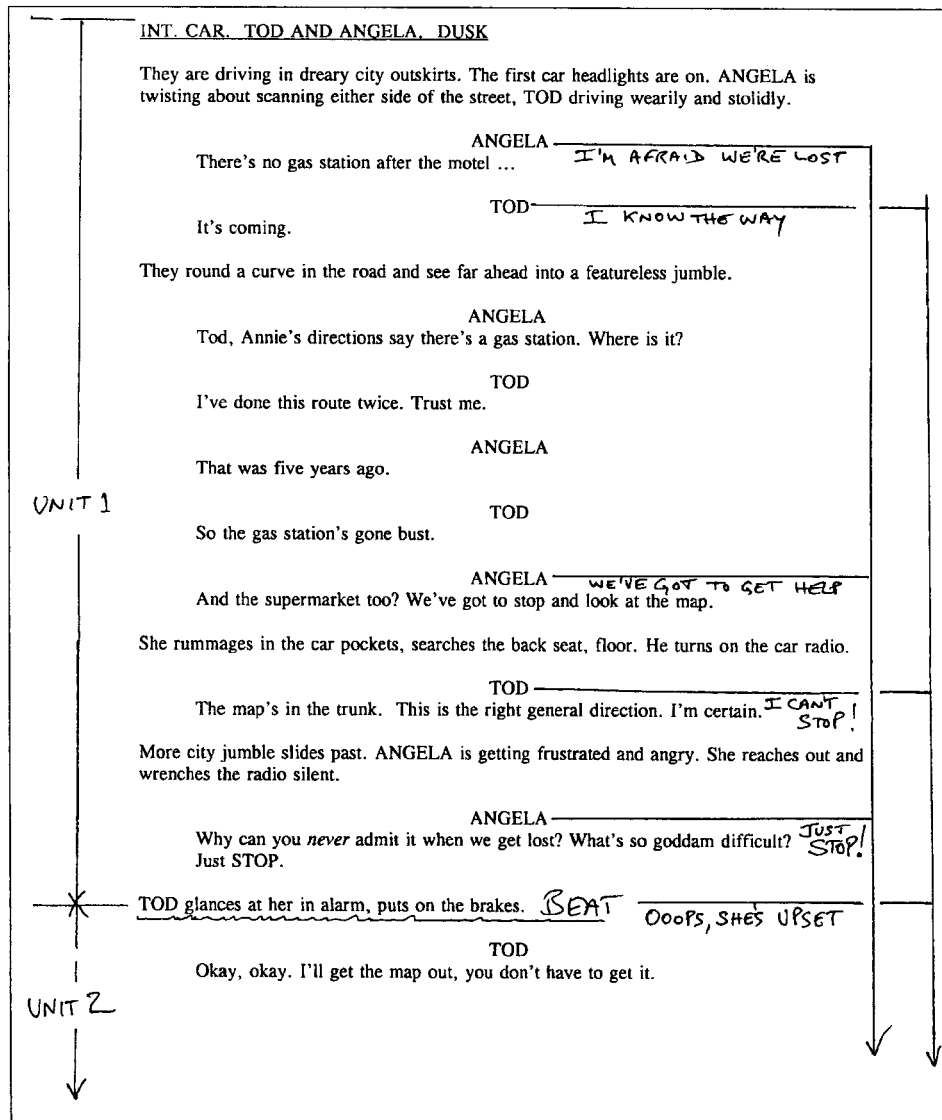 INT. CAR. TOD AND ANGELA. DUSK
They are driving in dreary city outskirts. The first car headlights are on. ANGELA is
twisting about scanning either side of the street, TOD driving wearily and stolidly.
ANGELA I'M AFRAID WE'RE LOST
There's no gas station after the motel ...
TOD I KNOW THE WAY
It's coming.
They round a curve in the road and see far ahead into a featureless jumble.
ANGELA
Tod, Annie's directions say there's a gas station. Where is it?
TOD
I've done this route twice. Trust me.
ANGELA
That was five years ago.
UNIT 1
TOD
So the gas station's gone bust.
ANGELA WE'VE GOT TO GET HELP
And the supermarket too? We've got to stop and look at the map.
She rummages in the car pockets, searches the back seat, floor. He turns on the car radio.
TOD
The map's in the trunk. This is the right general direction. I'm certain. I CAN'T
STOP!
More city jumble slides past. ANGELA is getting frustrated and angry. She reaches out and
wrenches the radio silent.
ANGELA
Why can you never admit it when we get lost? What's so goddam difficult? JUST
STOP!
Just STOP.
TOD glances at her in alarm, puts on the brakes. BEAT OOOPS, SHE'S UPSET
TOD
Okay, okay. I'll get the map out, you don't have to get it.
UNIT 2